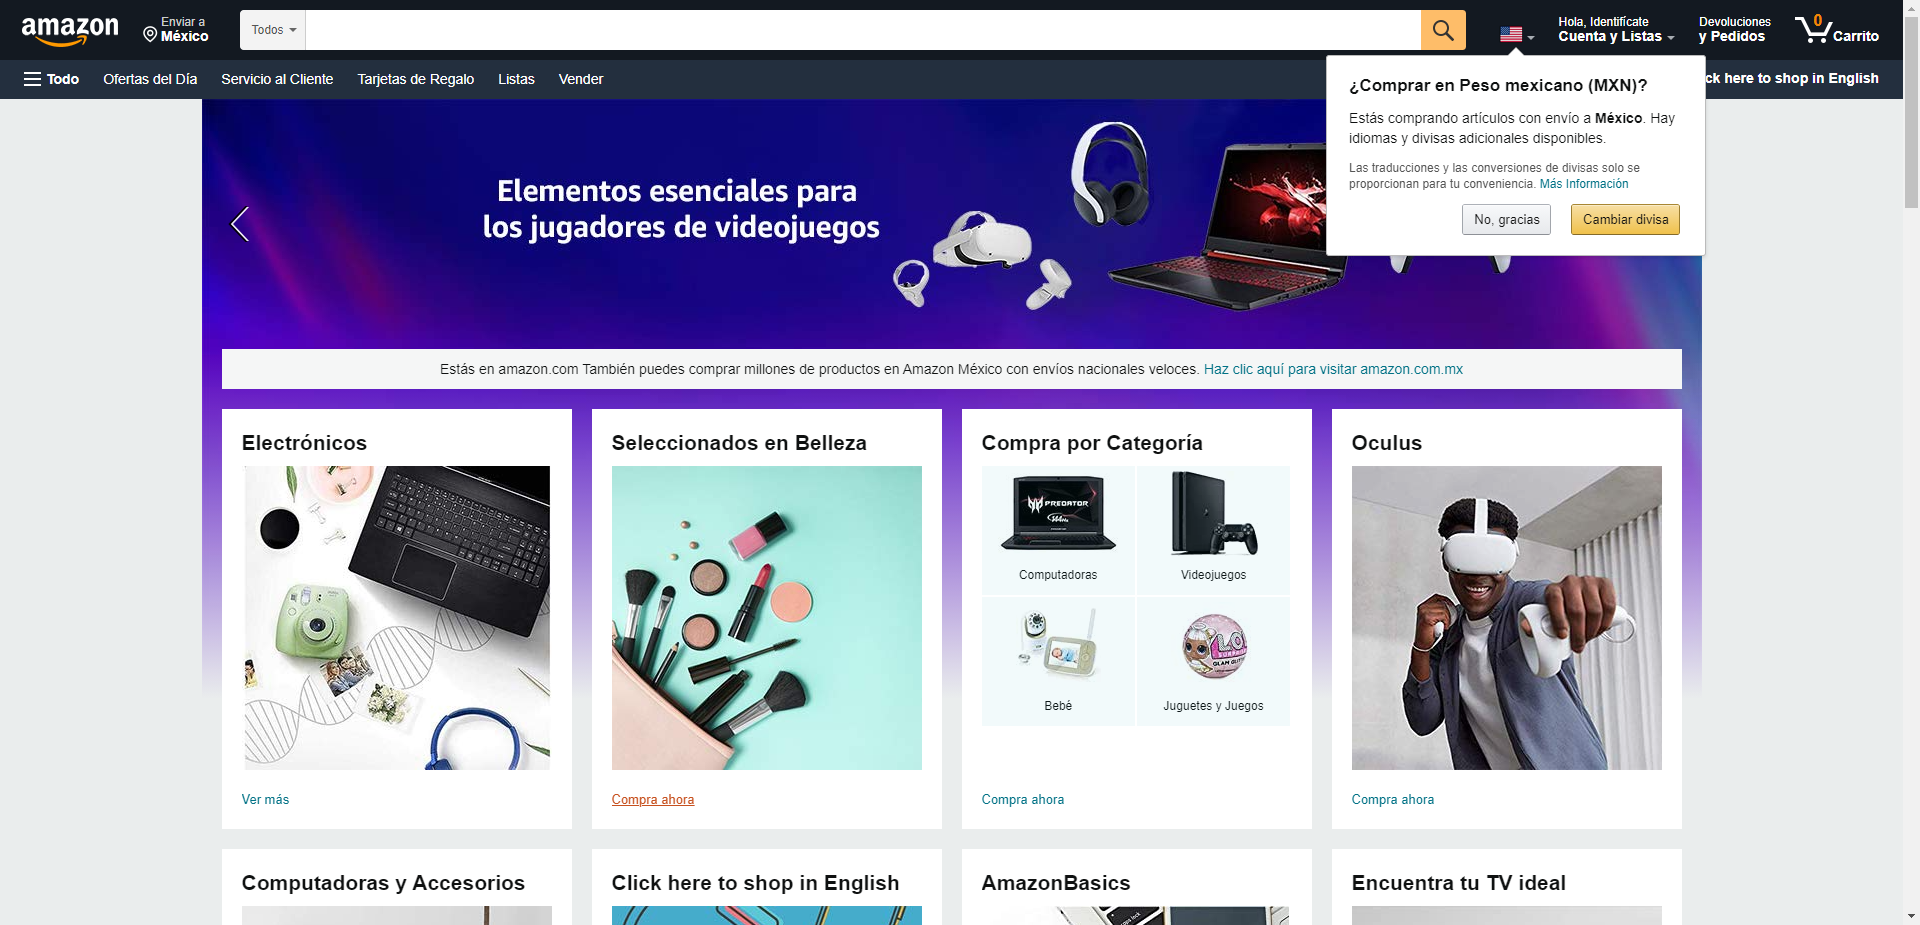 amazon
Enviar a
México
Todos
Hola, Identifícate
Cuenta y Listas
Devoluciones
y Pedidos
0
Carrito
Todo
Ofertas del Día
Servicio al Cliente
Tarjetas de Regalo
Listas
Vender
ck here to shop in English
¿Comprar en Peso mexicano (MXN)?
Estás comprando artículos con envío a México. Hay
idiomas y divisas adicionales disponibles.
Las traducciones y las conversiones de divisas solo se
proporcionan para tu conveniencia. Más Información
No, gracias
Cambiar divisa
Elementos esenciales para
los jugadores de videojuegos
Estás en amazon.com También puedes comprar millones de productos en Amazon México con envíos nacionales veloces. Haz clic aquí para visitar amazon.com.mx
Electrónicos
Ver más
Seleccionados en Belleza
Compra ahora
Compra por Categoría
PREDATOR
Computadoras
Videojuegos
Bebé
Juguetes y Juegos
Compra ahora
Oculus
Compra ahora
Computadoras y Accesorios
Click here to shop in English
AmazonBasics
Encuentra tu TV ideal